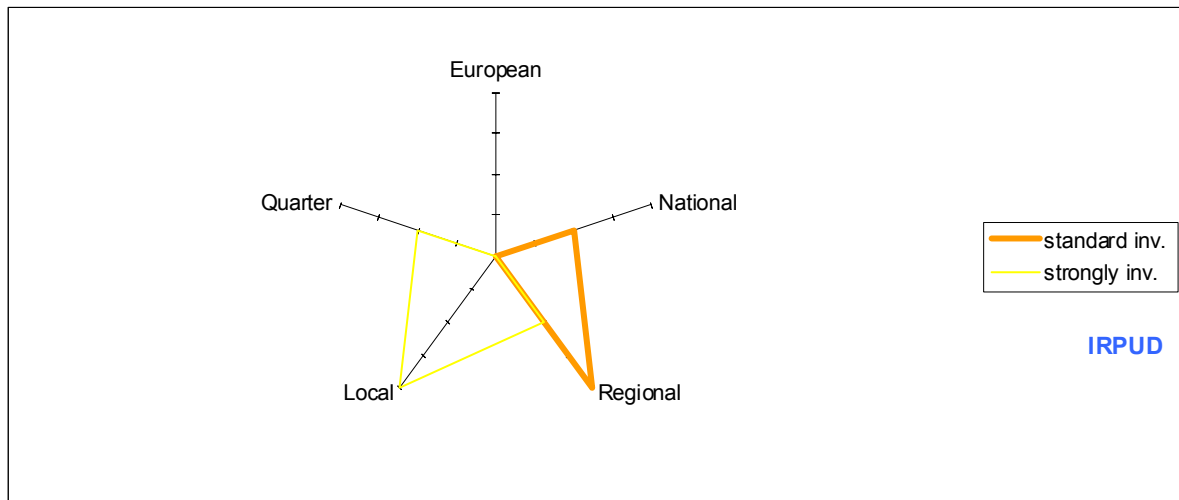 European
Quarter
National
standard inv.
strongly inv.
IRPUD
Local
Regional